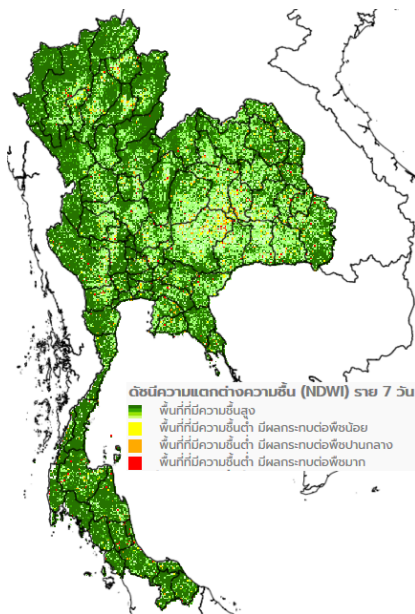 ดัชนีความแตกต่างความชื้น (NDWI) ราย 7 วัน
พื้นที่ที่มีความชื้นสูง
พื้นที่ที่มีความชื้นต่ำ มีผลกระทบต่อพืชน้อย
พื้นที่ที่มีความชื้นต่ำ มีผลกระทบต่อพืชปานกลาง
พื้นที่ที่มีความชื้นต่ำ มีผลกระทบต่อพืชมาก